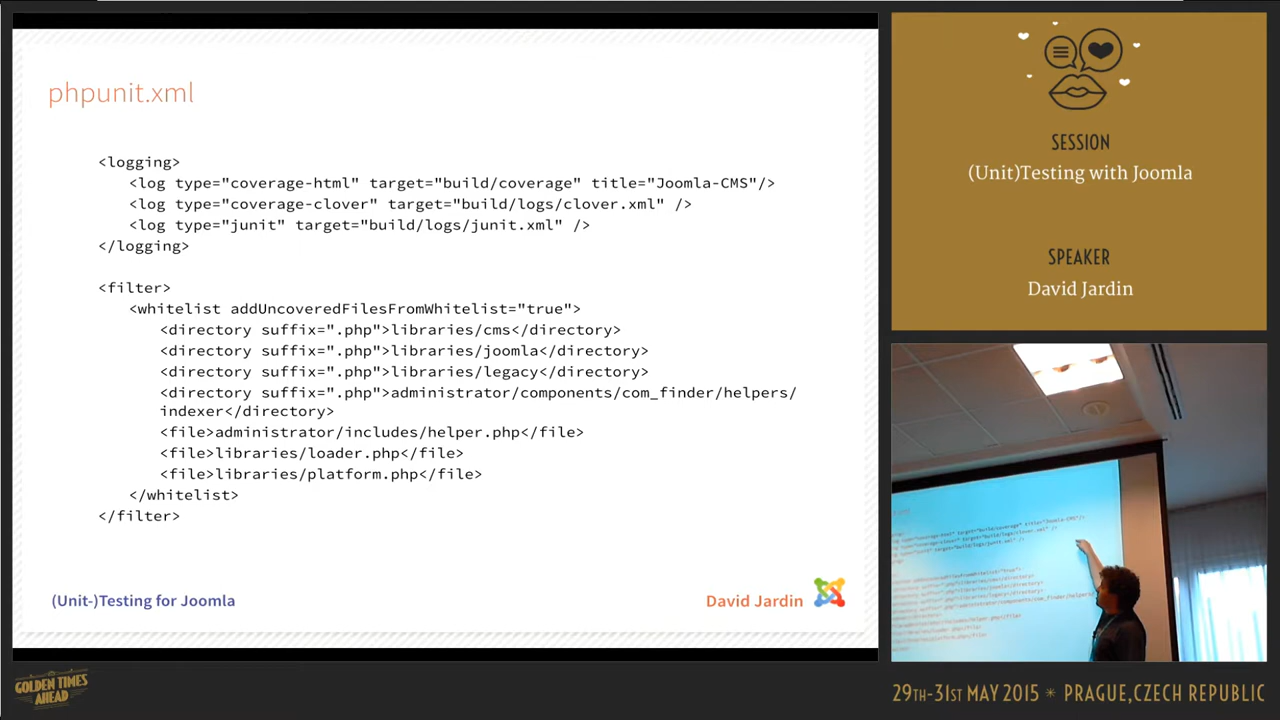 phpunit.xml
<logging>
<log type="coverage-html" target="build/coverage" title="Joomla-CMS"/>
<log type="coverage-clover" target="build/logs/clover.xml" />
<log type="junit" target="build/logs/junit.xml" />
</logging>
<filter>
<whitelist addUncoveredFilesFromWhitelist="true">
<directory suffix=".php">libraries/cms</directory>
<directory suffix=".php">libraries/joomla</directory>
<directory suffix=".php">libraries/legacy</directory>
<directory suffix=".php">administrator/components/com_finder/helpers/
indexer</directory>
<file>administrator/includes/helper.php</file>
<file>libraries/loader.php</file>
<file>libraries/platform.php</file>
</whitelist>
</filter>
(Unit-)Testing for Joomla
David Jardin
SESSION
(Unit)Testing with Joomla
SPEAKER
David Jardin
GOLDEN TIMES
AHEAD
29TH-31ST MAY 2015 * PRAGUE,CZECH REPUBLIC